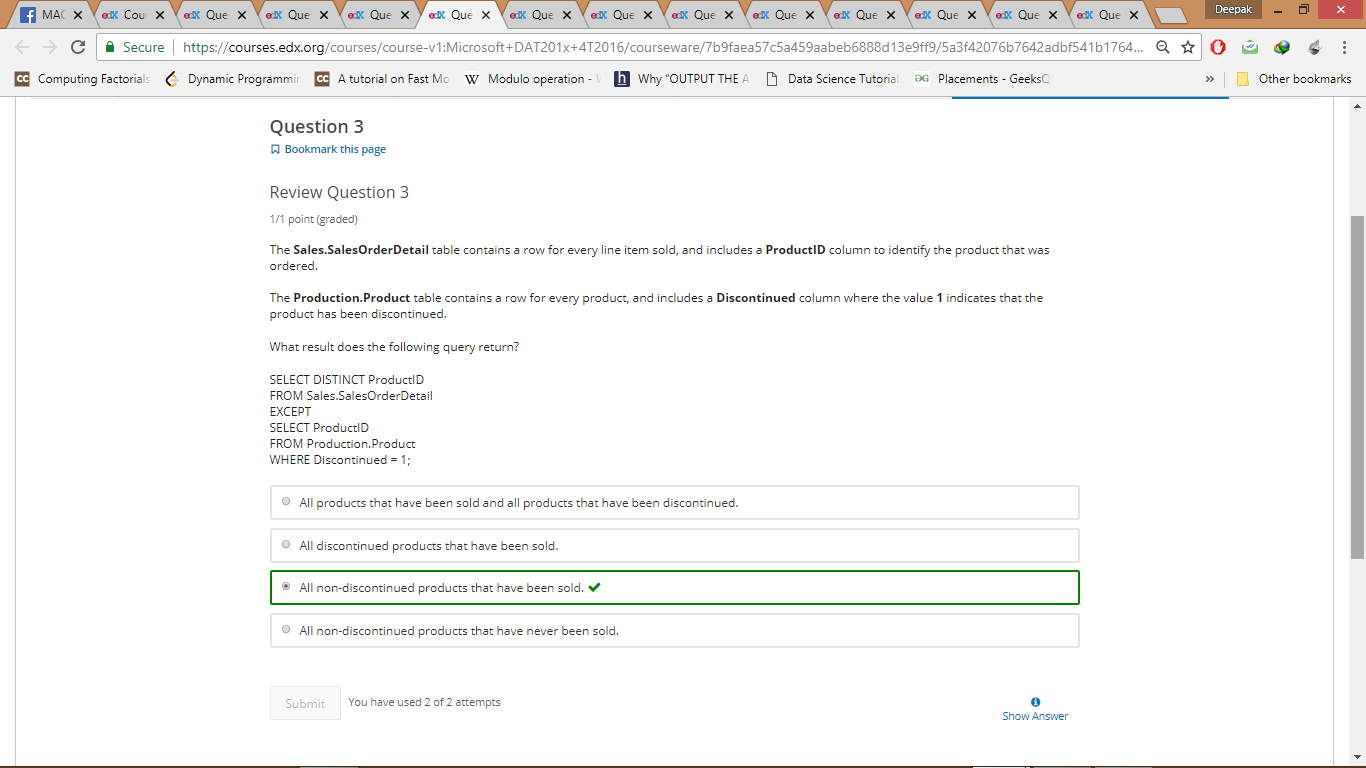 Deepak
MAC
Cou
Que
Que
Que
Que
Que
Que
Que
Que
Que
Que
Que
Que
Secure
https://courses.edx.org/courses/course-v1:Microsoft+DAT201x+4T2016/courseware/7b9faea57c5a459aabeb6888d13e9ff9/5a3f42076b7642adbf541b1764...
Computing Factorials
Dynamic Programmin
A tutorial on Fast Mo
Modulo operation -
Why "OUTPUT THE A
Data Science Tutorial
Placements - GeeksQ
»
Other bookmarks
Question 3
Bookmark this page
Review Question 3
1/1 point (graded)
The Sales.SalesOrderDetail table contains a row for every line item sold, and includes a ProductID column to identify the product that was
ordered.
The Production.Product table contains a row for every product, and includes a Discontinued column where the value 1 indicates that the
product has been discontinued.
What result does the following query return?
SELECT DISTINCT ProductID
FROM Sales.SalesOrderDetail
EXCEPT
SELECT ProductID
FROM Production.Product
WHERE Discontinued = 1;
All products that have been sold and all products that have been discontinued.
All discontinued products that have been sold.
All non-discontinued products that have been sold.
All non-discontinued products that have never been sold.
Submit
You have used 2 of 2 attempts
Show Answer